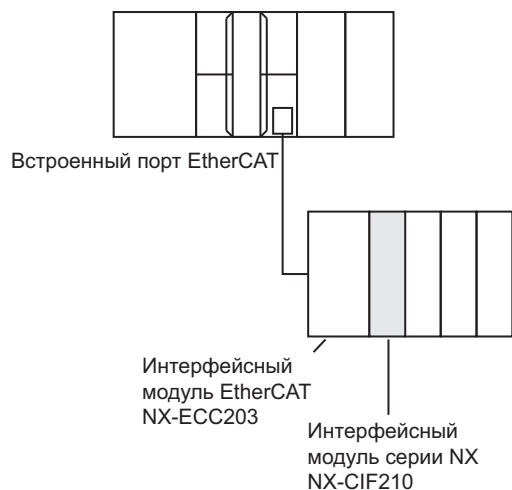 Встроенный порт EtherCAT
Интерфейсный
модуль EtherCAT
NX-ECC203
Интерфейсный
модуль серии NX
NX-CIF210